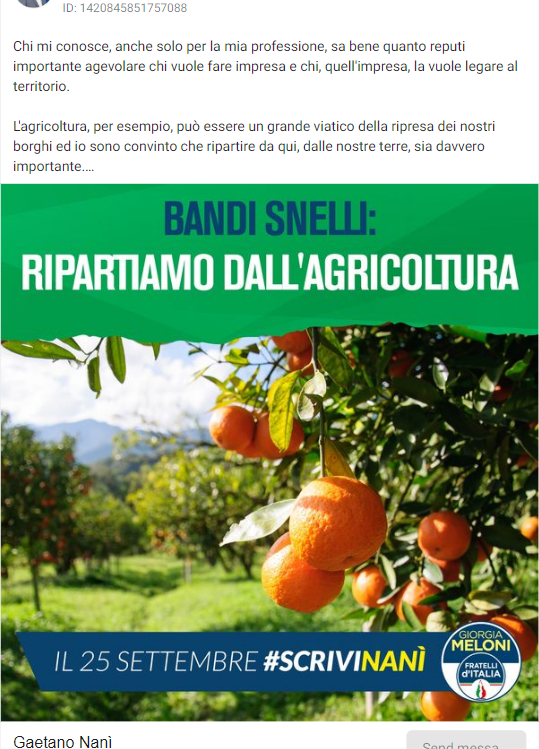 ID: 1420845851757088
Chi mi conosce, anche solo per la mia professione, sa bene quanto reputi
importante agevolare chi vuole fare impresa e chi, quell'impresa, la vuole legare al
territorio.
L'agricoltura, per esempio, può essere un grande viatico della ripresa dei nostri
borghi ed io sono convinto che ripartire da qui, dalle nostre terre, sia davvero
importante....
BANDI SNELLI:
RIPARTIAMO DALL'AGRICOLTURA
IL 25 SETTEMBRE #SCRIVINANÌ
GIORGIA
MELONI
FRATELLI
d'ITALIA
Gaetano Nanì
Send messa...